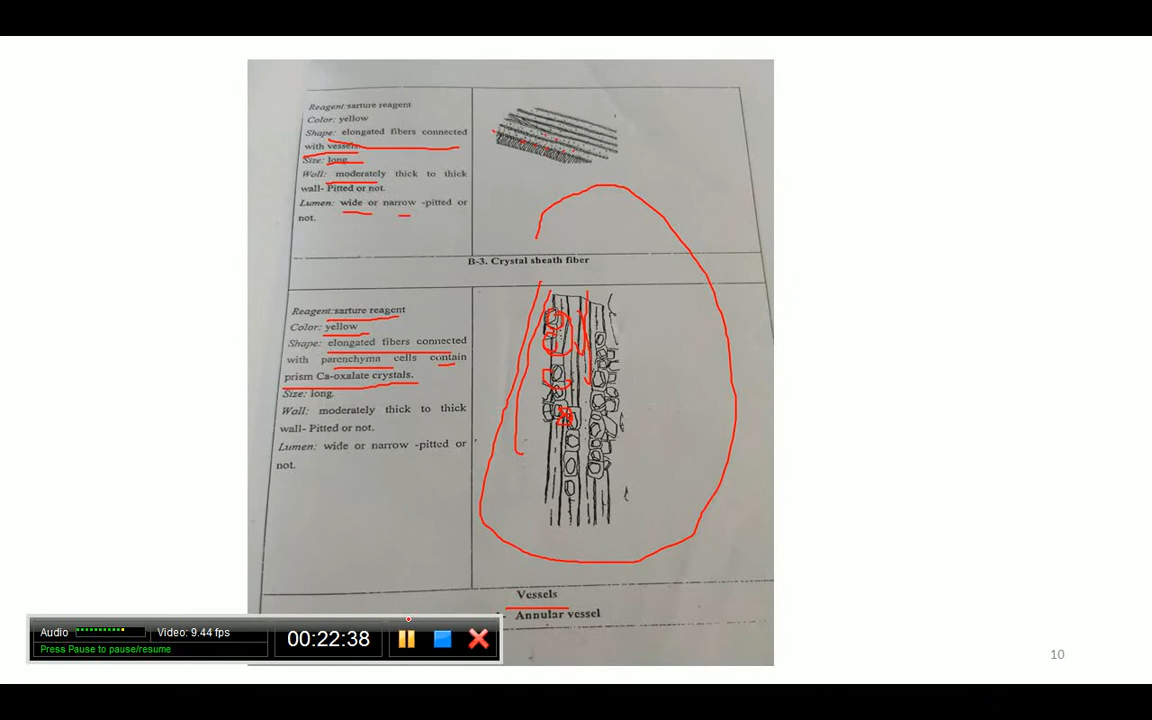 Reagent: sarture reagent
Color: yellow
Shape: elongated fibers connected
with vessels.
Size: long
Wall: moderately thick to thick
wall- Pitted or not.
Lumen: wide or narrow -pitted or
not.
B-3. Crystal sheath fiber
Reagent: sarture reagent
Color: yellow
Shape: elongated fibers connected
with parenchyma cells contain
prism Ca-oxalate crystals.
Size: long.
Wall: moderately thick to thick
wall- Pitted or not.
Lumen: wide or narrow -pitted or
not.
Vessels
Annular vessel
Audio
Video: 9.44 fps
Press Pause to pause/resume
00:22:38
10